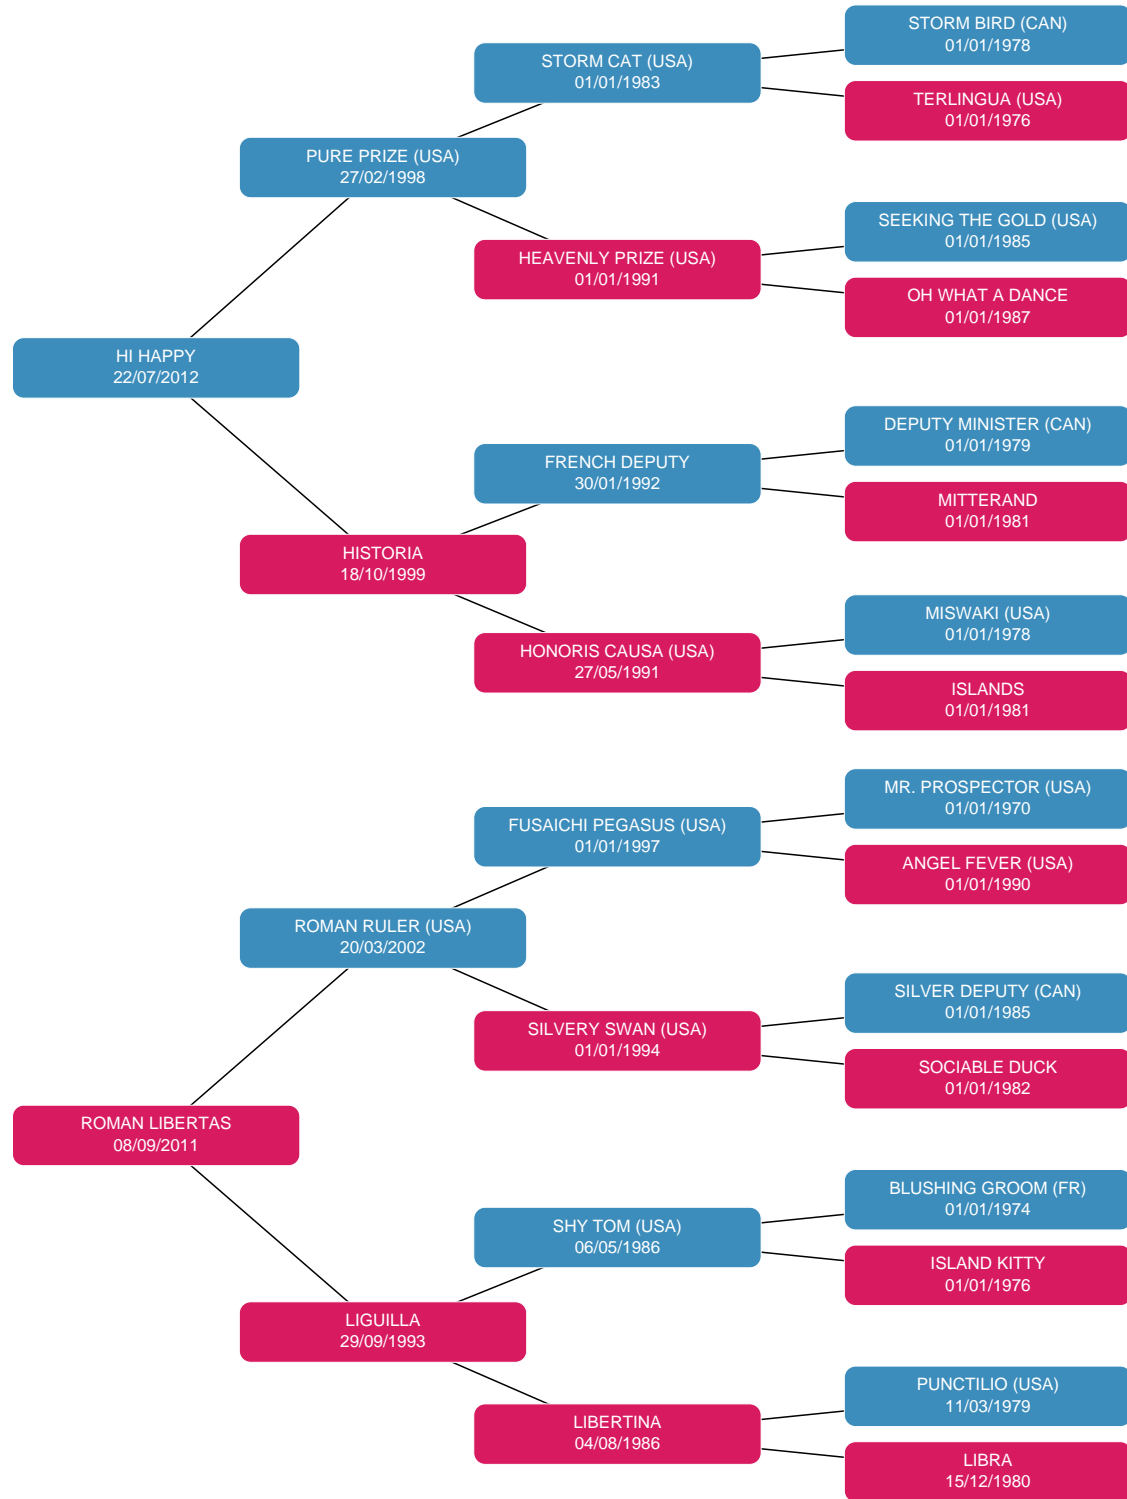 STORM BIRD (CAN)
01/01/1978
STORM CAT (USA)
01/01/1983
TERLINGUA (USA)
01/01/1976
PURE PRIZE (USA)
27/02/1998
SEEKING THE GOLD (USA)
01/01/1985
HEAVENLY PRIZE (USA)
01/01/1991
OH WHAT A DANCE
01/01/1987
HI HAPPY
22/07/2012
DEPUTY MINISTER (CAN)
01/01/1979
FRENCH DEPUTY
30/01/1992
MITTERAND
01/01/1981
HISTORIA
18/10/1999
MISWAKI (USA)
01/01/1978
HONORIS CAUSA (USA)
27/05/1991
ISLANDS
01/01/1981
MR. PROSPECTOR (USA)
01/01/1970
FUSAICHI PEGASUS (USA)
01/01/1997
ANGEL FEVER (USA)
01/01/1990
ROMAN RULER (USA)
20/03/2002
SILVER DEPUTY (CAN)
01/01/1985
SILVERY SWAN (USA)
01/01/1994
SOCIABLE DUCK
01/01/1982
ROMAN LIBERTAS
08/09/2011
BLUSHING GROOM (FR)
01/01/1974
SHY TOM (USA)
06/05/1986
ISLAND KITTY
01/01/1976
LIGUILLA
29/09/1993
PUNCTILIO (USA)
11/03/1979
LIBERTINA
04/08/1986
LIBRA
15/12/1980